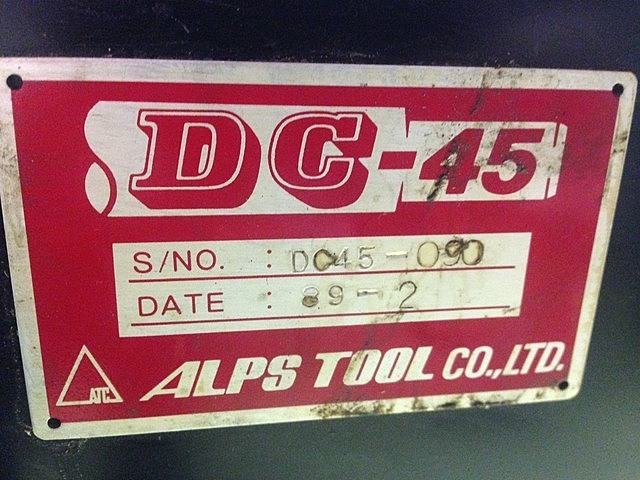 DC-45
S/NO. : DC45-090
DATE : 89-2
ATC ALPS TOOL CO.,LTD.